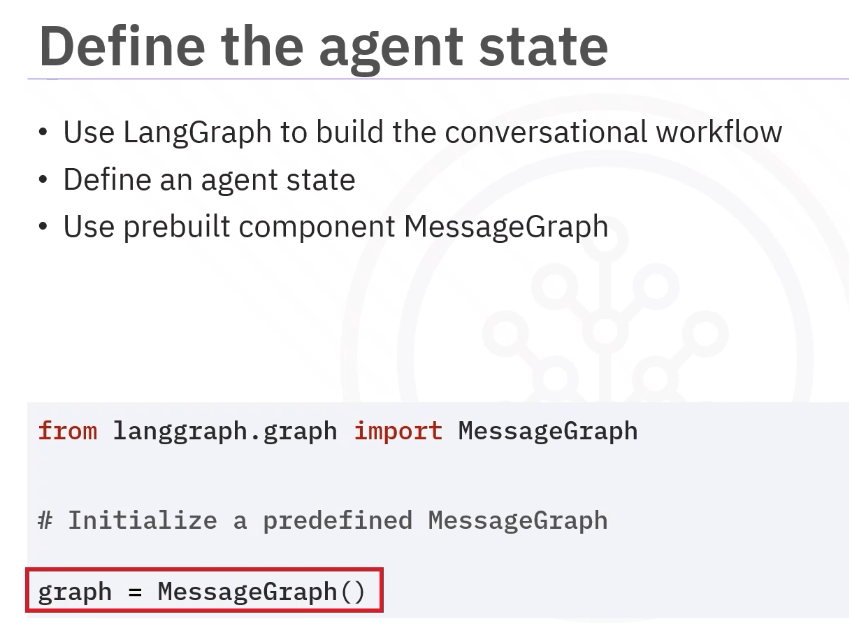 Define the agent state
• Use LangGraph to build the conversational workflow
• Define an agent state
• Use prebuilt component MessageGraph
from langgraph.graph import MessageGraph
# Initialize a predefined MessageGraph
graph = MessageGraph()